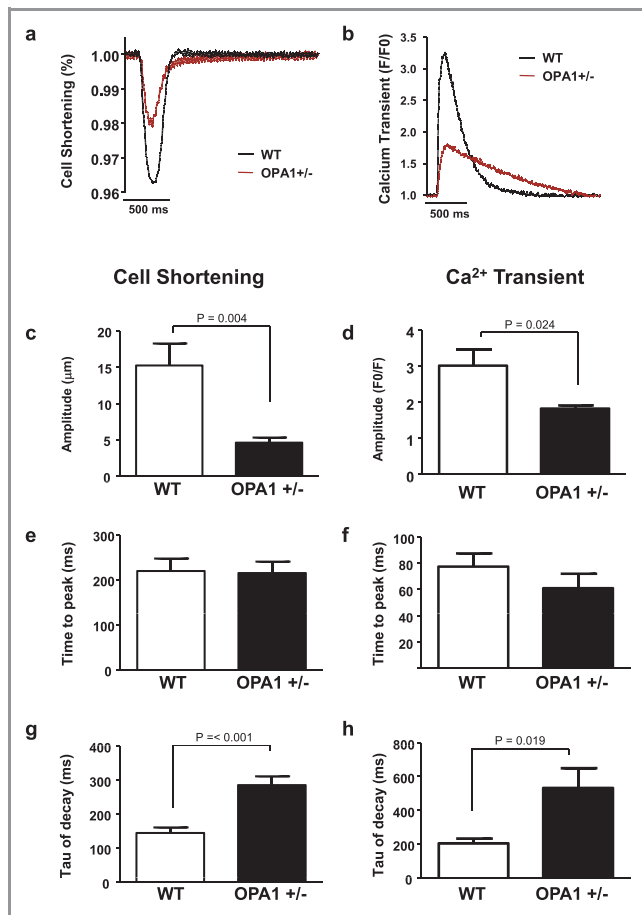 a
1.00
0.99
0.98
0.97
0.96
Cell Shortening (%)
WT
OPA1+/-
500 ms
b
3.5
3.0
2.5
2.0
1.5
1.0
Calcium Transient (F/F0)
WT
OPA1+/-
500 ms
Cell Shortening
Ca²⁺ Transient
c
P = 0.004
20
15
10
5
0
Amplitude (μm)
WT
OPA1 +/-
d
P = 0.024
4
3
2
1
0
Amplitude (F0/F)
WT
OPA1 +/-
e
300
200
100
0
Time to peak (ms)
WT
OPA1 +/-
f
100
80
60
40
20
Time to peak (ms)
WT
OPA1 +/-
g
P =< 0.001
400
300
200
100
0
Tau of decay (ms)
WT
OPA1 +/-
h
P = 0.019
800
600
400
200
0
Tau of decay (ms)
WT
OPA1 +/-